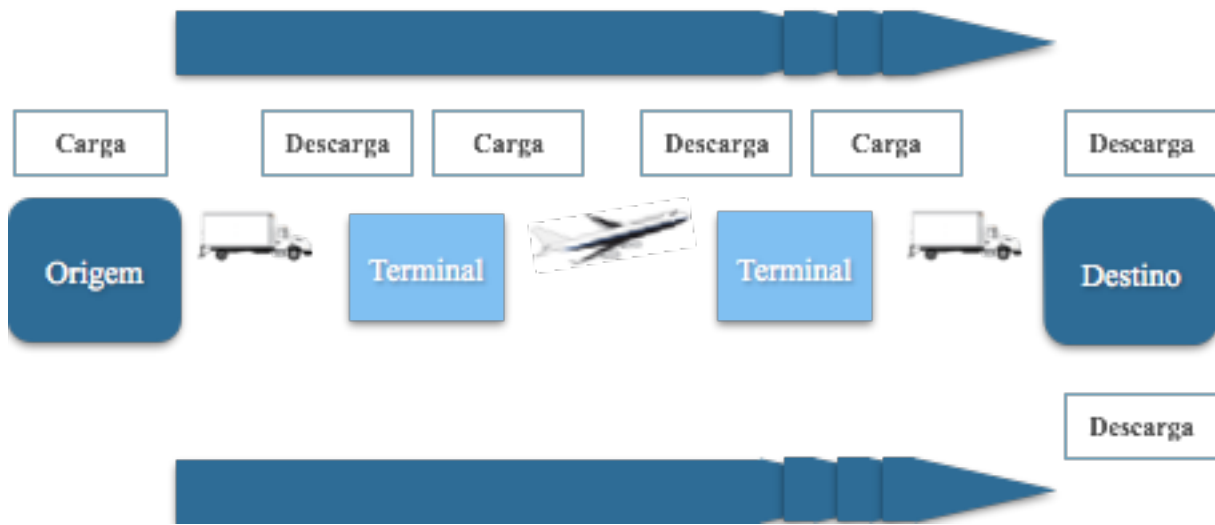 Carga
Descarga
Carga
Descarga
Carga
Descarga
Origem
Terminal
Terminal
Destino
Descarga